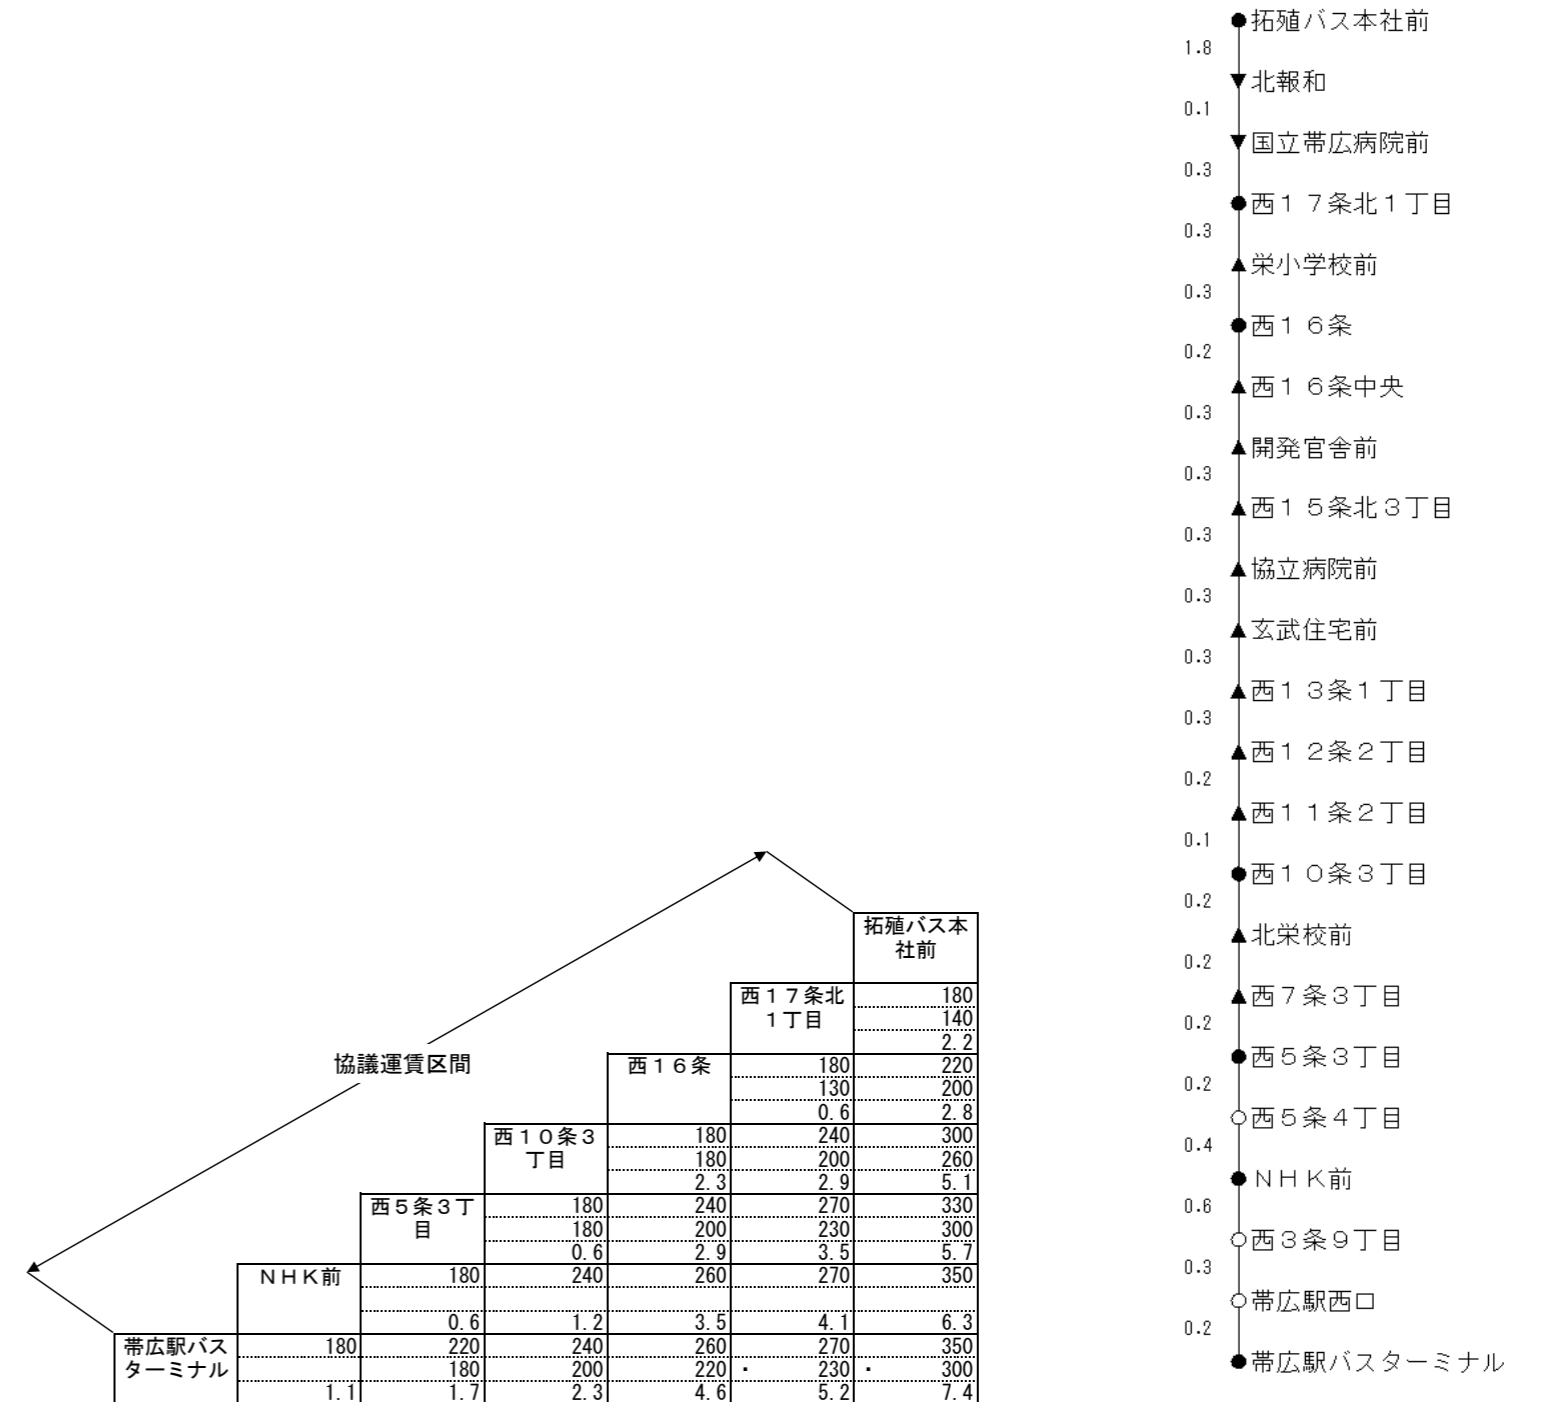 ●拓殖バス本社前
1.8
▼北報和
0.1
▼国立帯広病院前
0.3
●西１７条北１丁目
0.3
▲栄小学校前
0.3
●西１６条
0.2
▲西１６条中央
0.3
▲開発官舎前
0.3
▲西１５条北３丁目
0.3
▲協立病院前
0.3
▲玄武住宅前
0.3
▲西１３条１丁目
0.3
▲西１２条２丁目
0.2
▲西１１条２丁目
0.1
●西１０条３丁目
0.2
▲北栄校前
0.2
▲西７条３丁目
0.2
●西５条３丁目
0.2
○西５条４丁目
0.4
●ＮＨＫ前
0.6
○西３条９丁目
0.3
○帯広駅西口
0.2
●帯広駅バスターミナル
協議運賃区間
拓殖バス本
社前
西１７条北 180
１丁目 140
2.2
西１６条 180 220
130 200
0.6 2.8
西１０条３ 180 240 300
丁目 180 200 260
2.3 2.9 5.1
西５条３丁 180 240 270 330
目 180 200 230 300
0.6 2.9 3.5 5.7
ＮＨＫ前 180 240 260 270 350
0.6 1.2 3.5 4.1 6.3
帯広駅バス 180 220 240 260 270 350
ターミナル 180 200 220 ・ 230 ・ 300
1.1 1.7 2.3 4.6 5.2 7.4